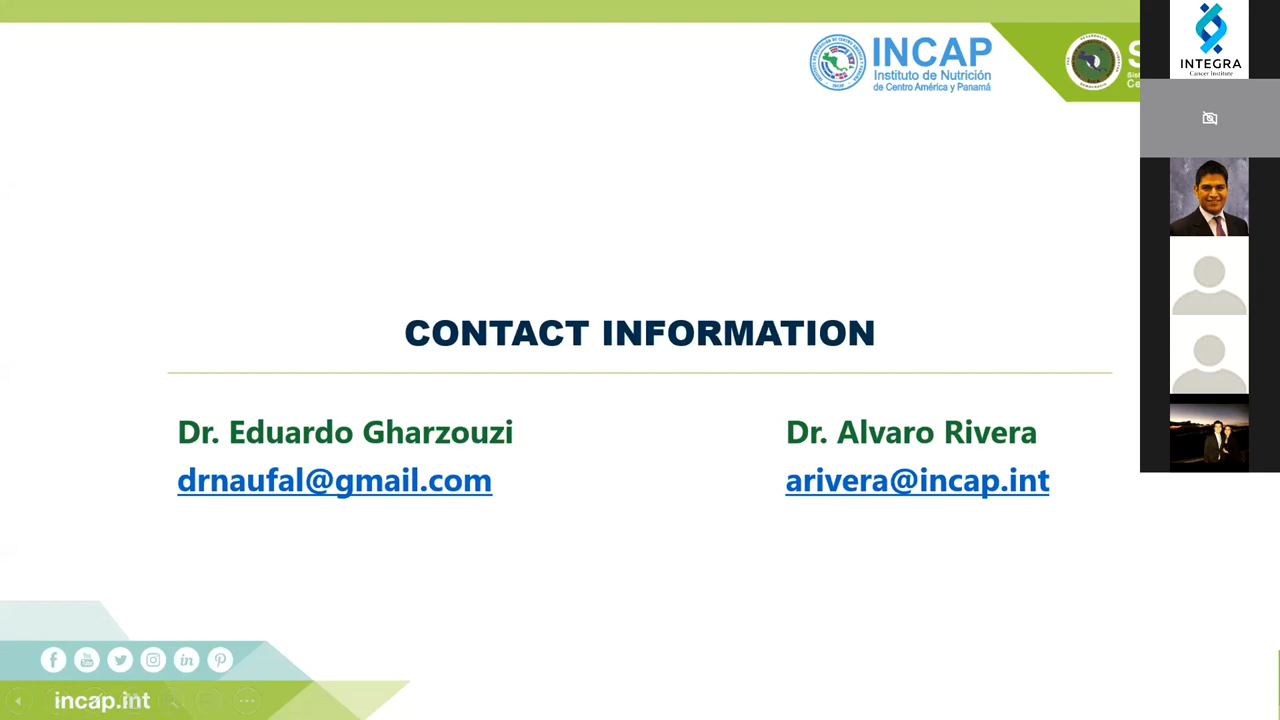 INCAP
Instituto de Nutrición
de Centro América y Panamá
INTEGRA
Cancer Institute
CONTACT INFORMATION
Dr. Eduardo Gharzouzi
drnaufal@gmail.com
Dr. Alvaro Rivera
arivera@incap.int
incap.int